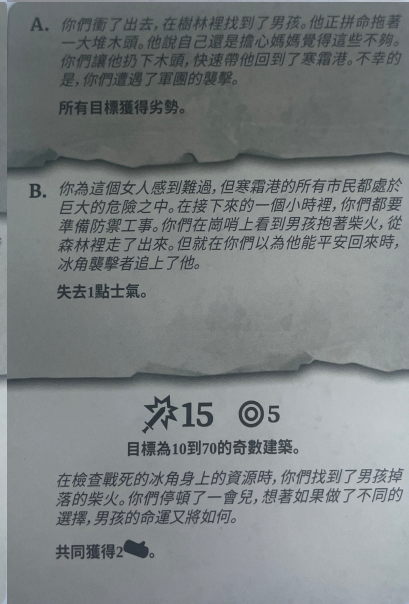 A. 你們衝了出去,在樹林裡找到了男孩。他正拼命拖著
一大堆木頭。他說自己還是擔心媽媽覺得這些不夠。
你們讓他扔下木頭,快速帶他回到了寒霜港。不幸的
是,你們遭遇了軍團的襲擊。
所有目標獲得劣勢。
B. 你為這個女人感到難過,但寒霜港的所有市民都處於
巨大的危險之中。在接下來的一個小時裡,你們都要
準備防禦工事。你們在崗哨上看到男孩抱著柴火,從
森林裡走了出來。但就在你們以為他能平安回來時,
冰角襲擊者追上了他。
失去1點士氣。
15 5
目標為10到70的奇數建築。
在檢查戰死的冰角身上的資源時,你們找到了男孩掉
落的柴火。你們停頓了一會兒,想著如果做了不同的
選擇,男孩的命運又將如何。
共同獲得2。